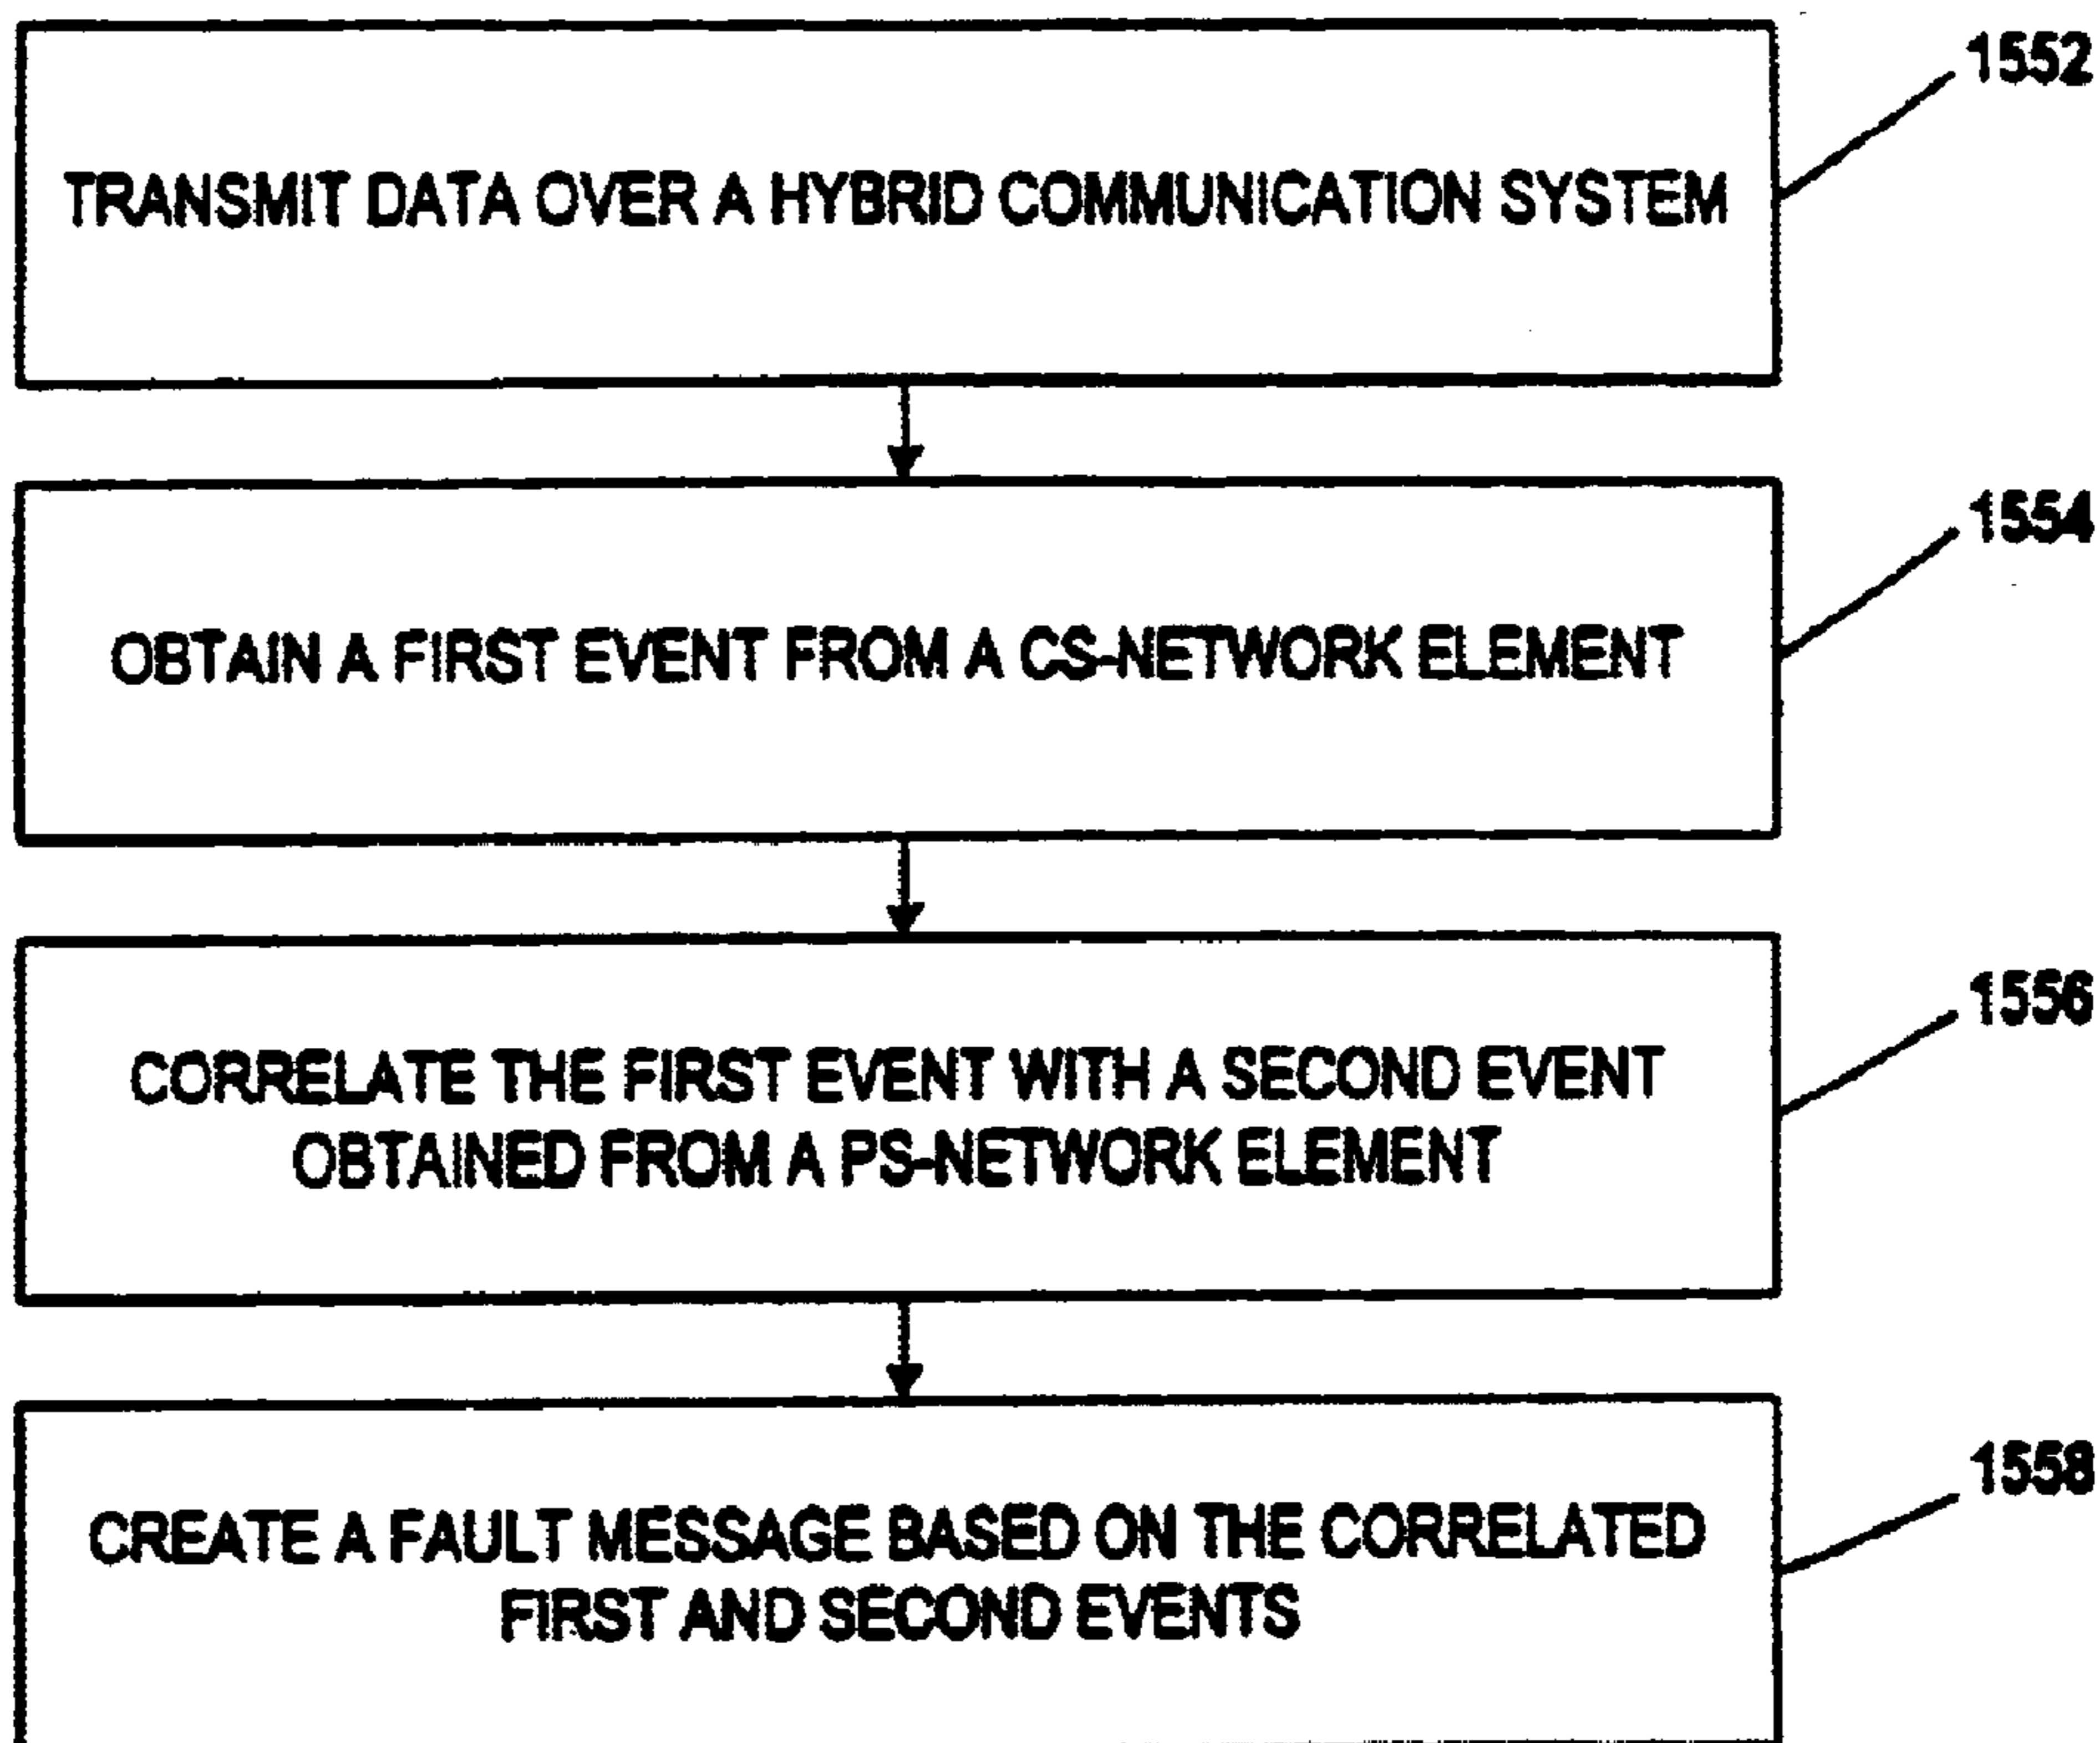 1552
TRANSMIT DATA OVER A HYBRID COMMUNICATION SYSTEM
1554
OBTAIN A FIRST EVENT FROM A CS-NETWORK ELEMENT
1556
CORRELATE THE FIRST EVENT WITH A SECOND EVENT
OBTAINED FROM A PS-NETWORK ELEMENT
1558
CREATE A FAULT MESSAGE BASED ON THE CORRELATED
FIRST AND SECOND EVENTS